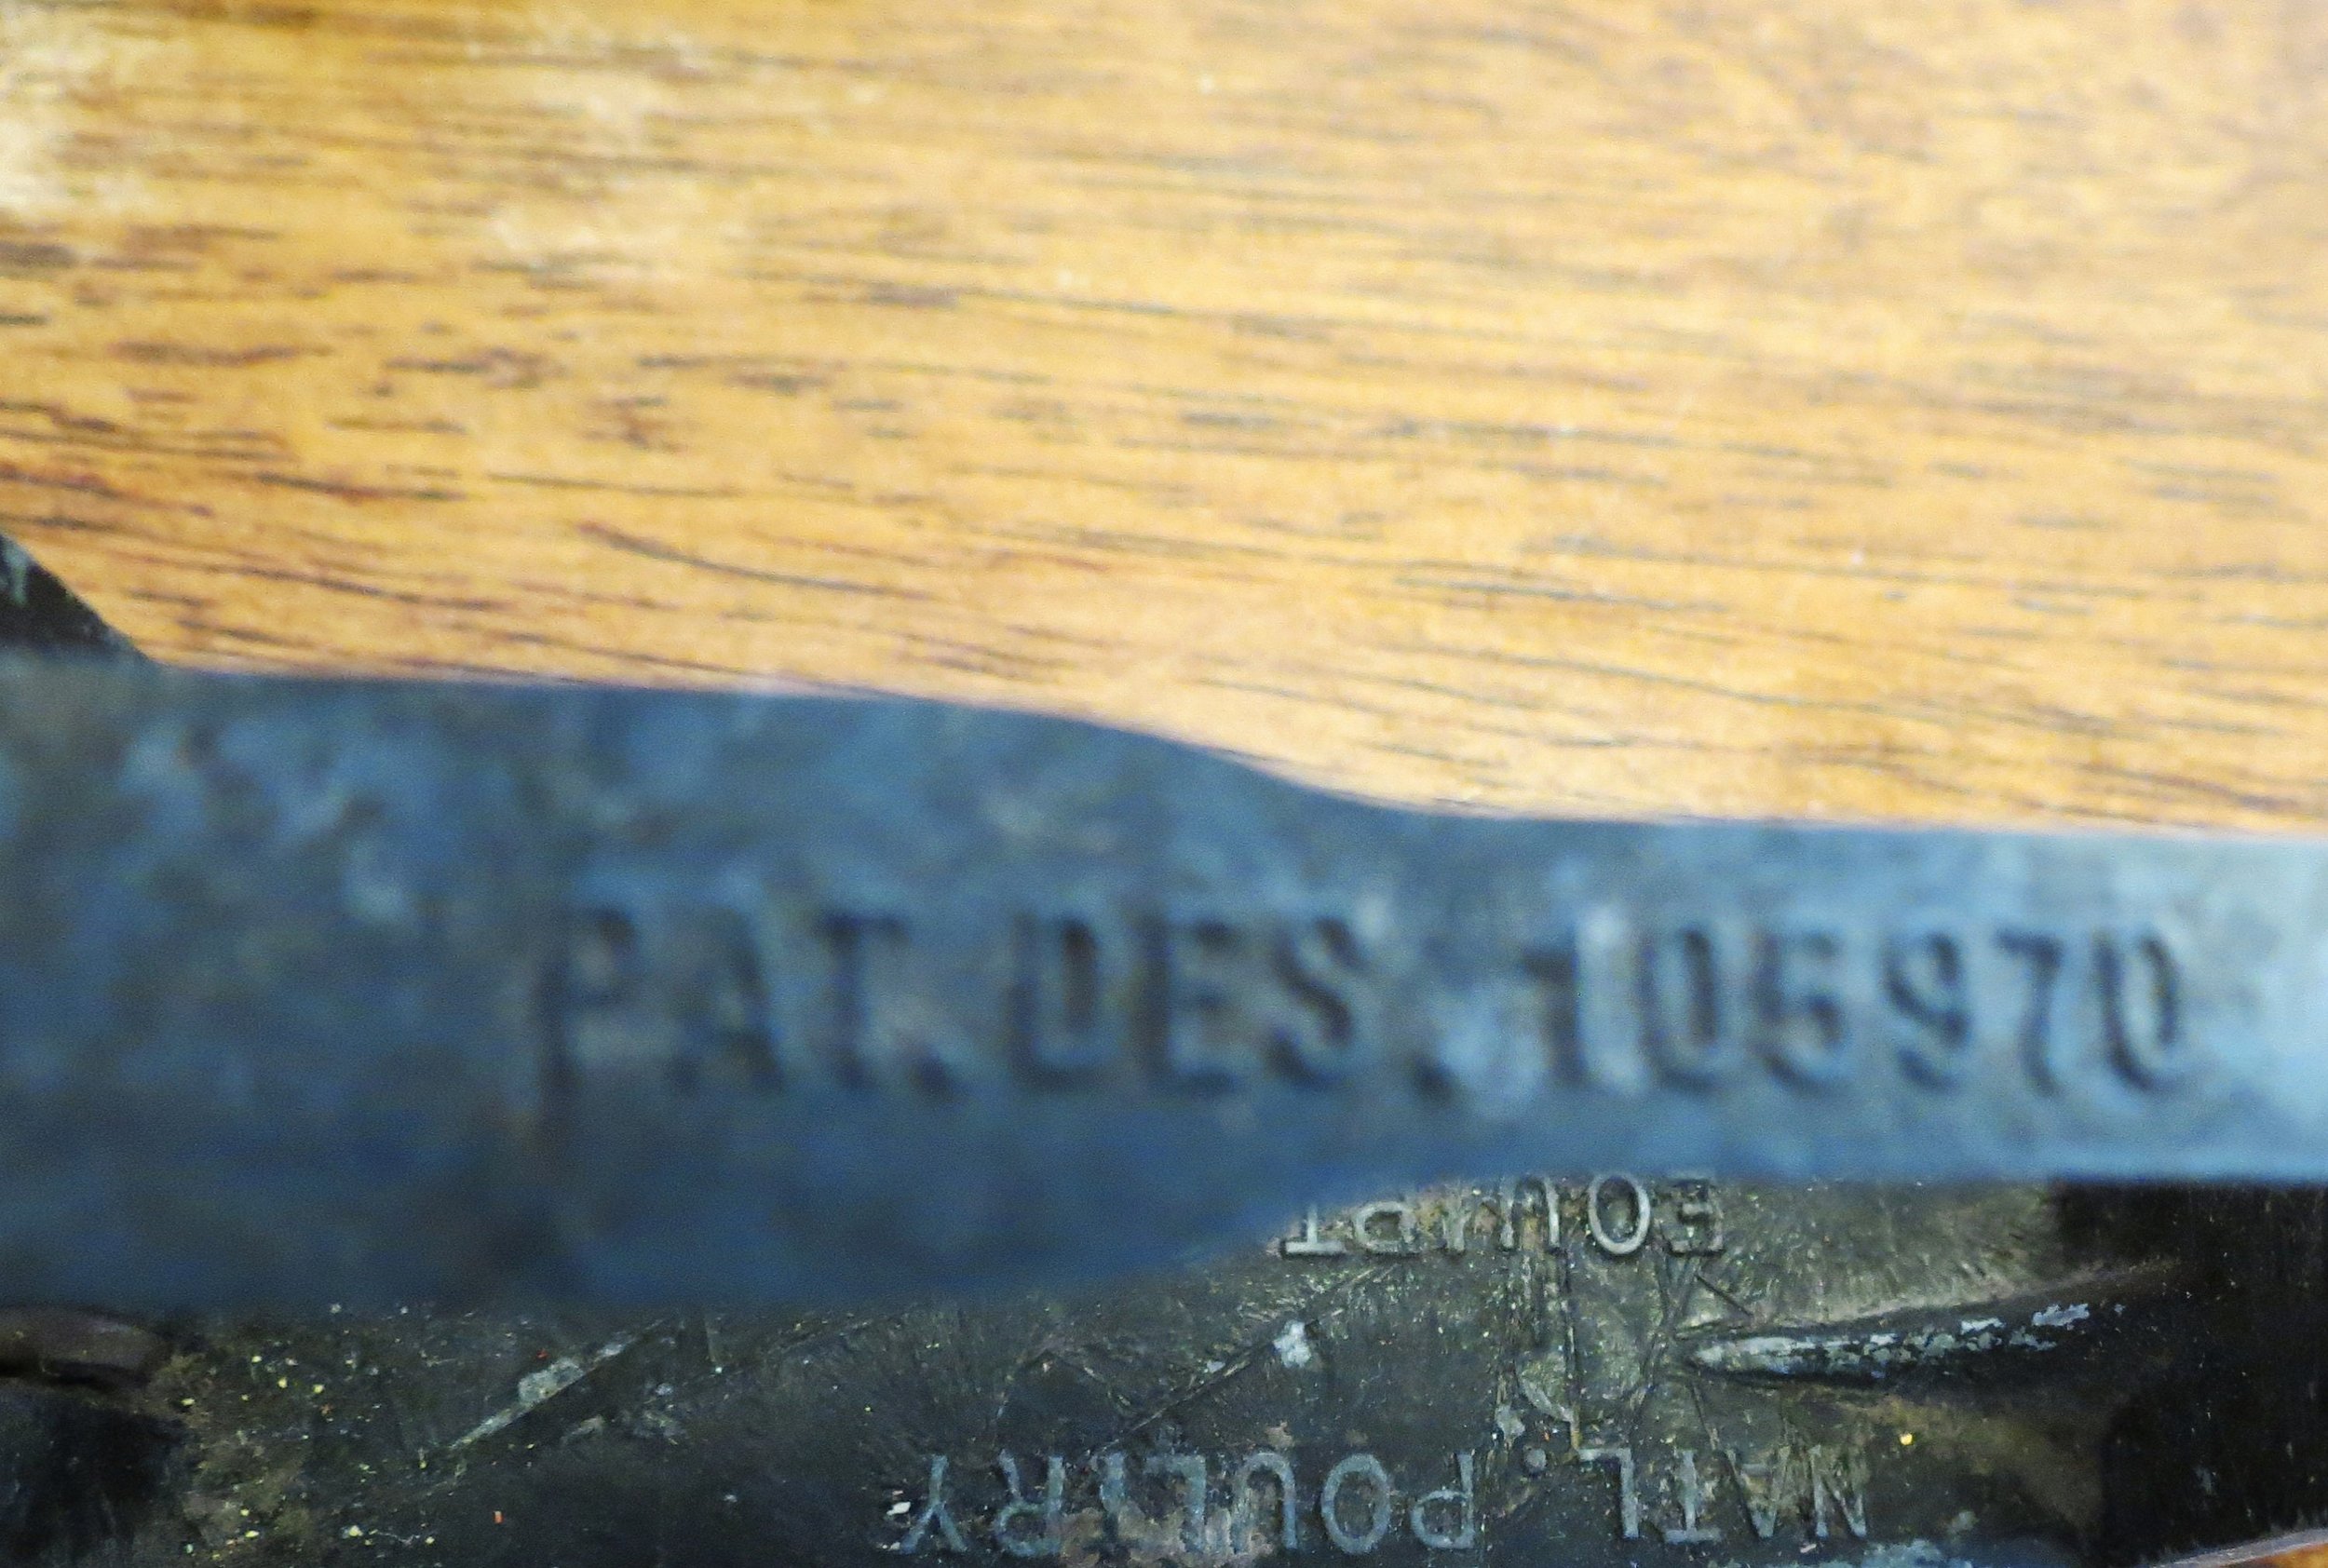 PAT. DES. 105970
NATL. POULTRY
EQUIPT